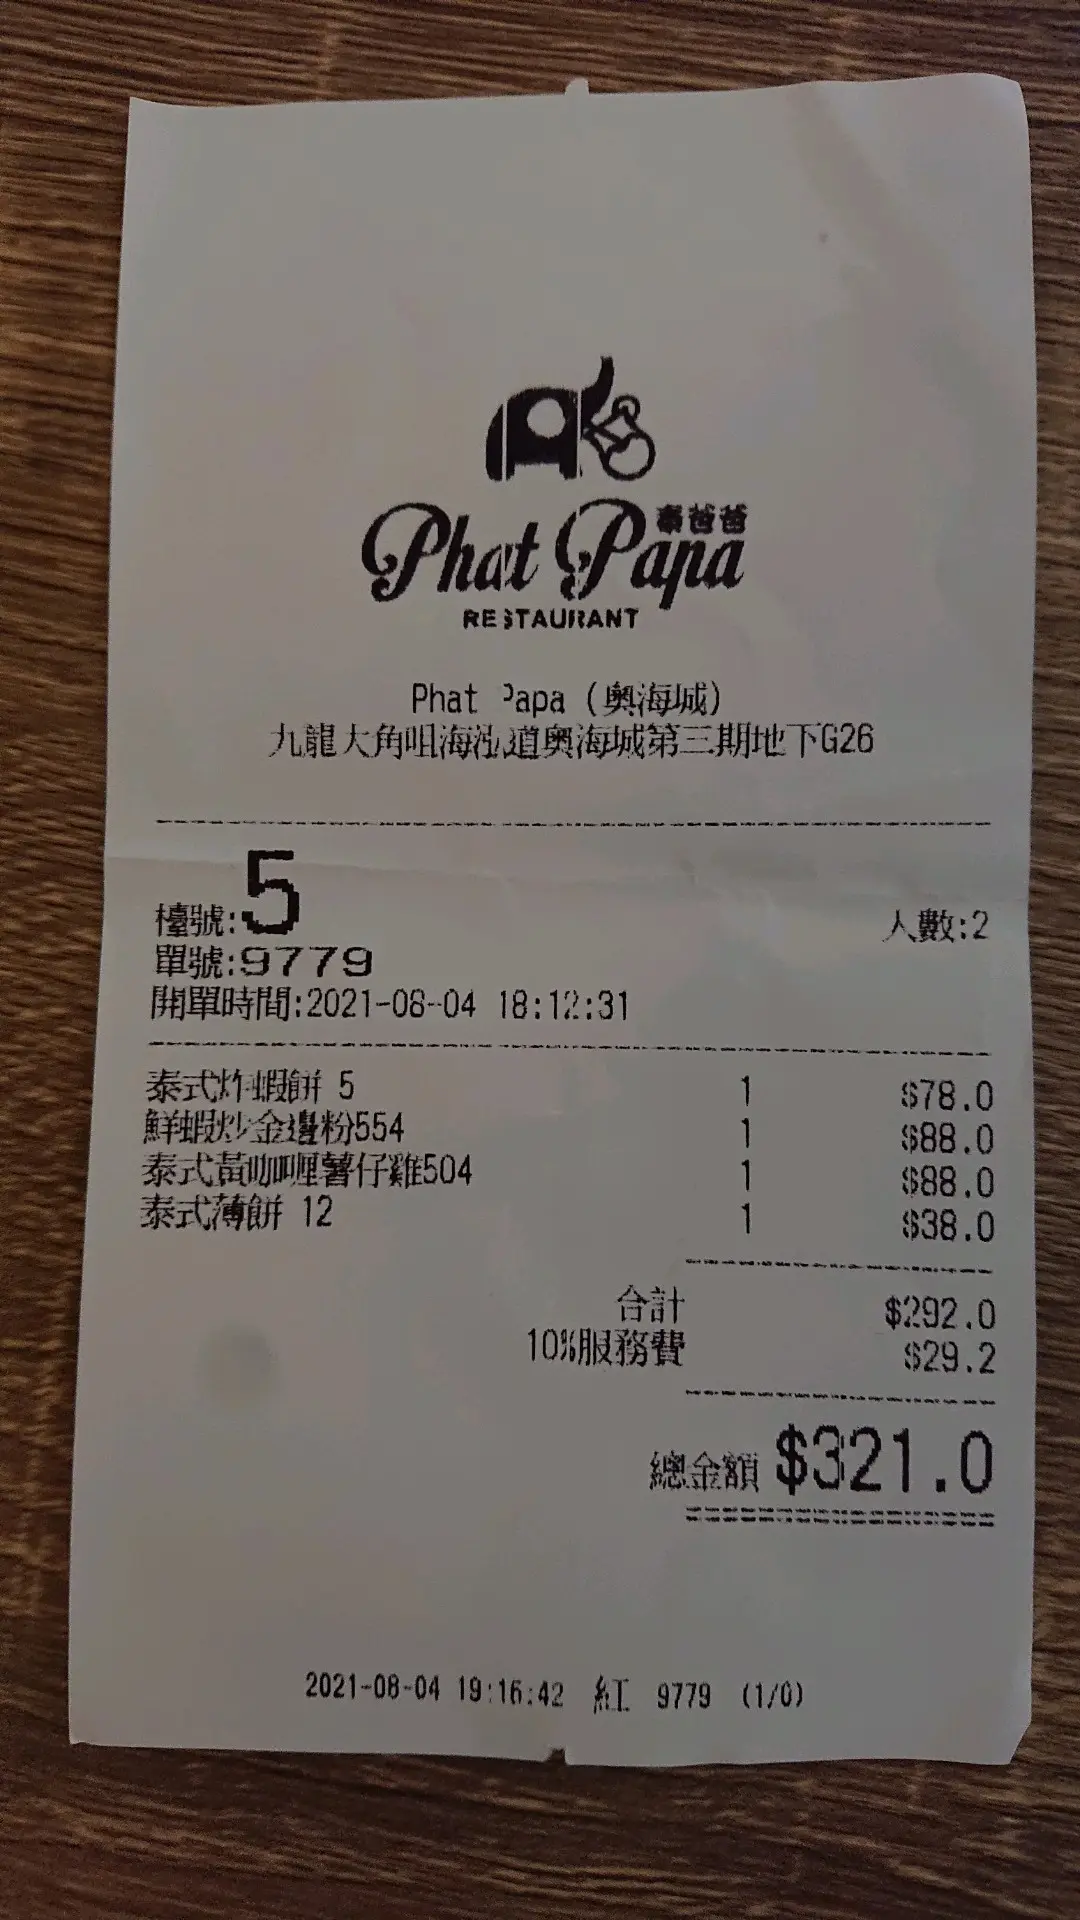 Phat Papa 泰爸爸
RESTAURANT
Phat Papa (奧海城)
九龍大角咀海泓道奧海城第三期地下G26
檯號:5 人數:2
單號:9779
開單時間:2021-08-04 18:12:31
泰式炸蝦餅 5 1 $78.0
鮮蝦炒金邊粉554 1 $88.0
泰式黃咖喱薯仔雞504 1 $88.0
泰式薄餅 12 1 $38.0
合計 $292.0
10%服務費 $29.2
總金額 $321.0
2021-08-04 19:16:42 紅 9779 (1/0)